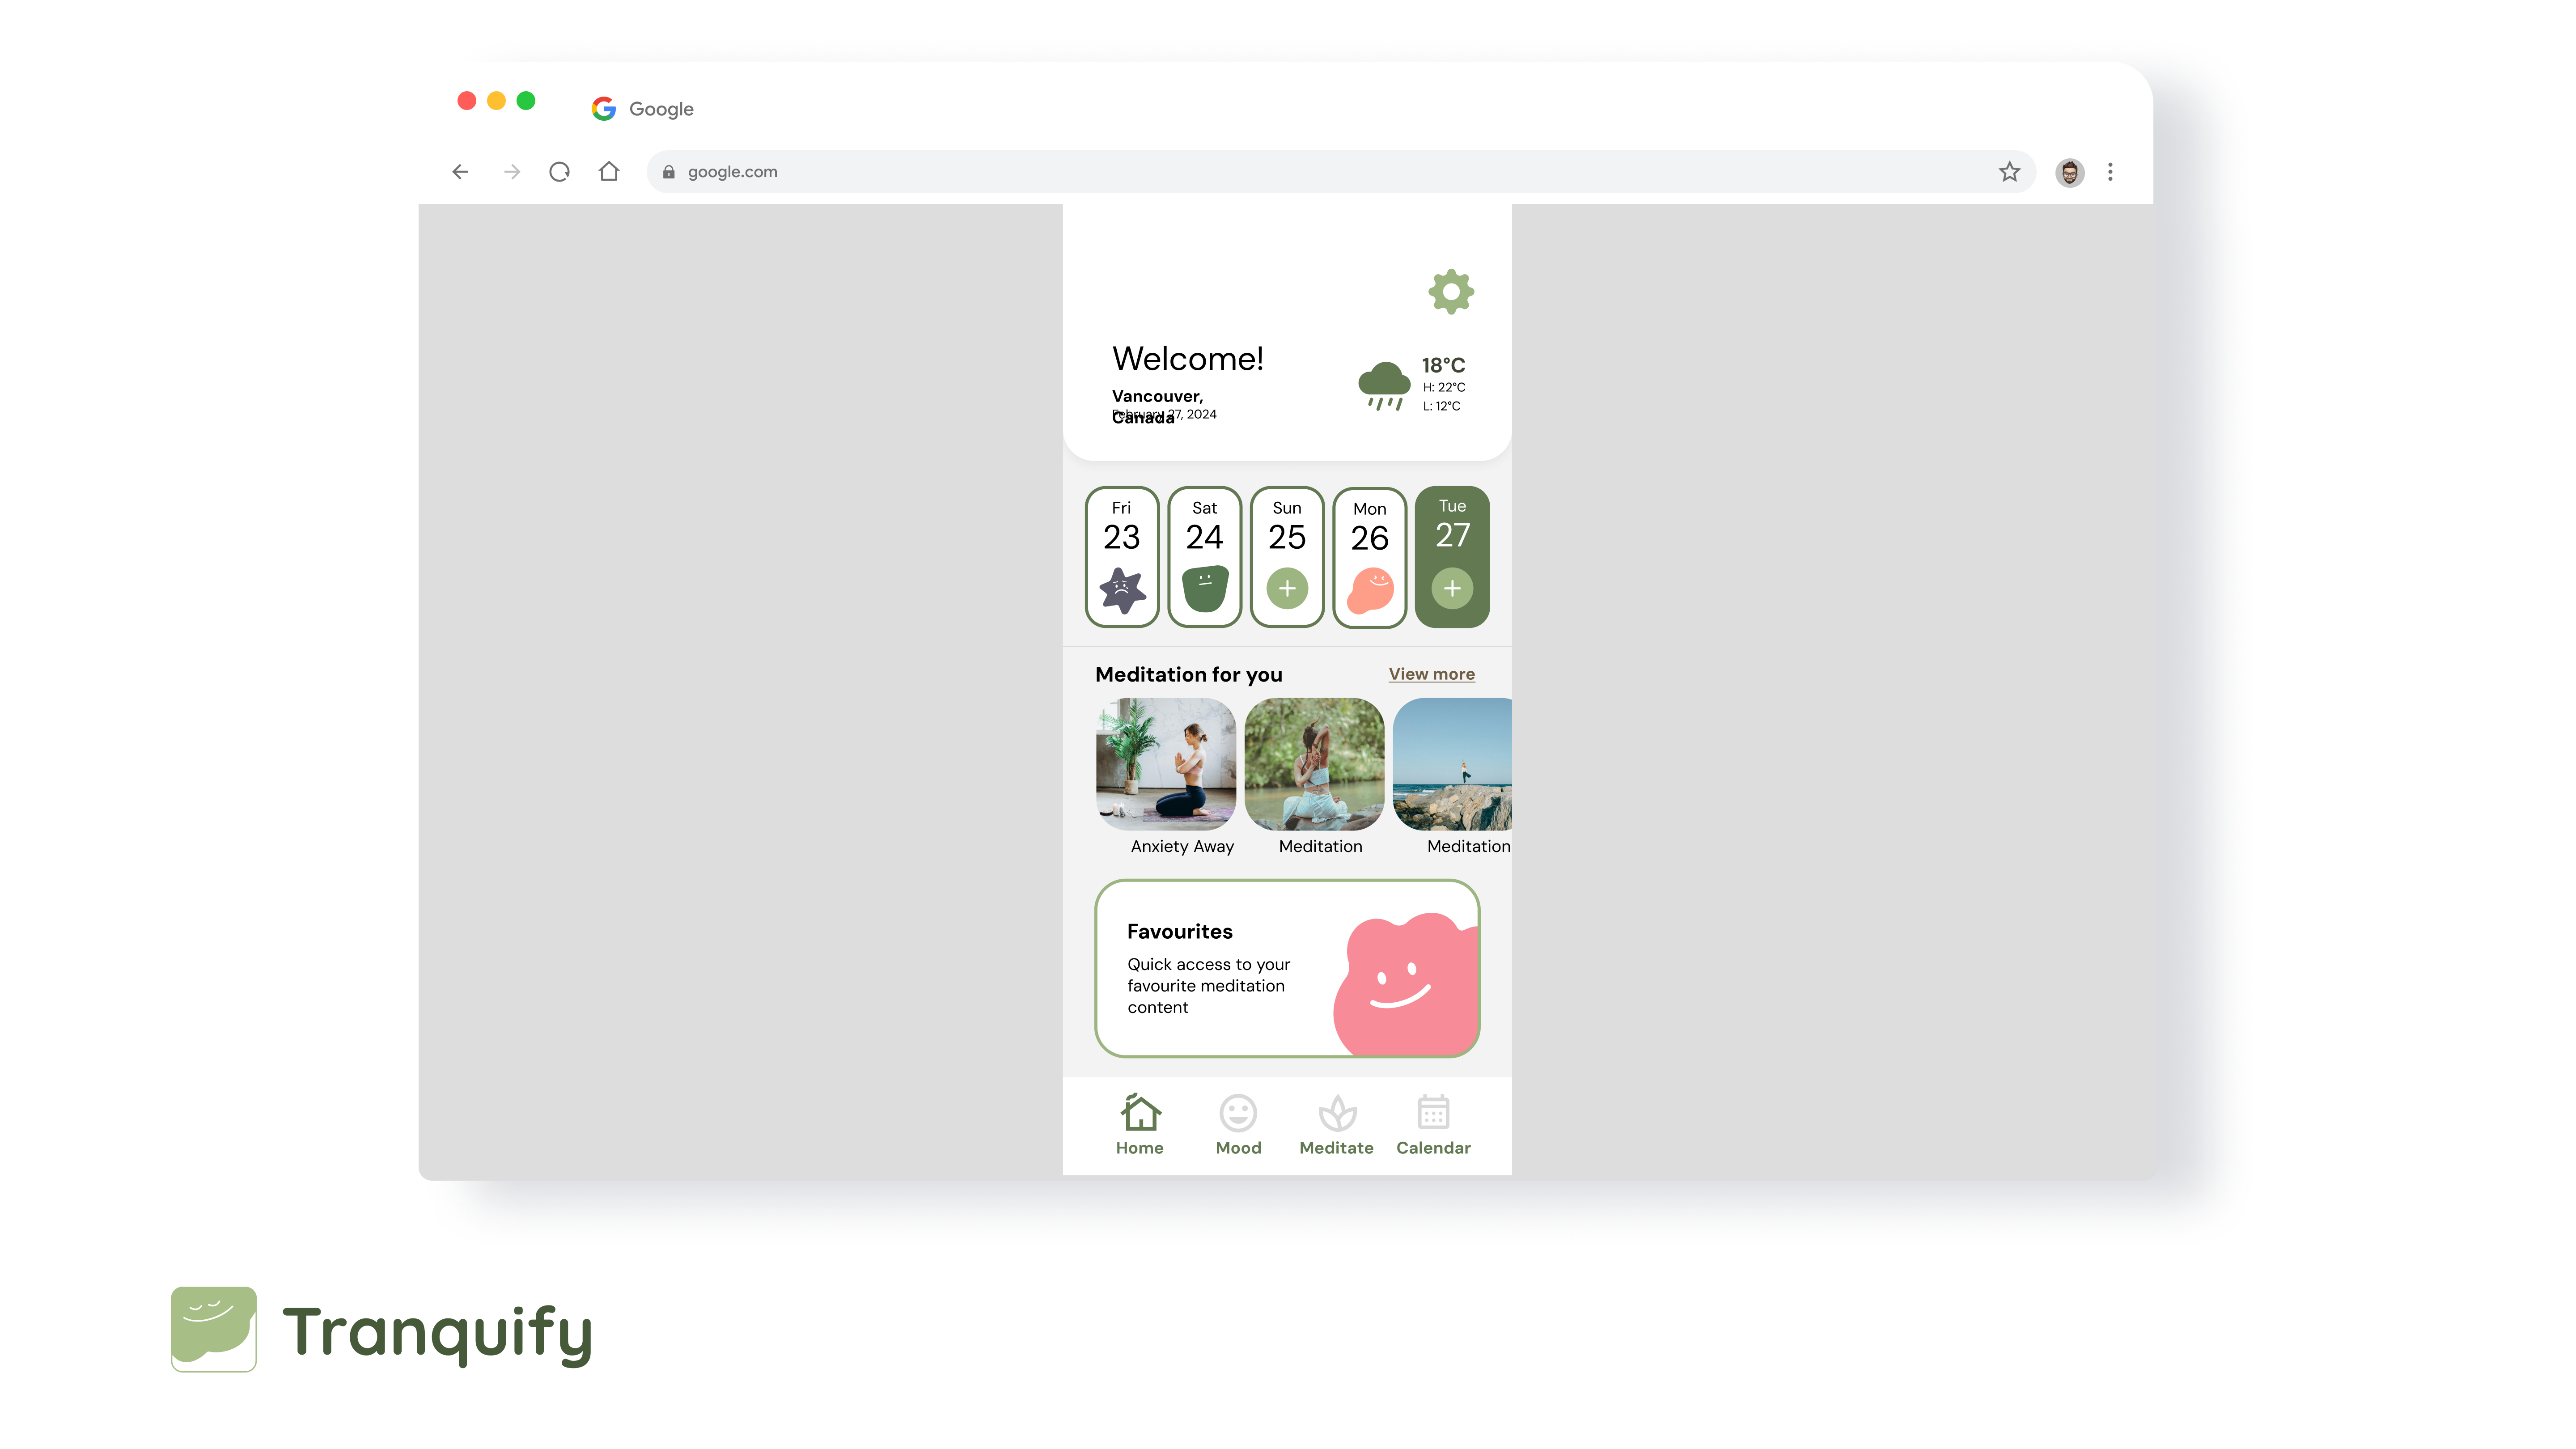 Google
google.com
Welcome!
18°C
H: 22°C
L: 12°C
Vancouver,
Canada
February 27, 2024
Fri
23
Sat
24
Sun
25
Mon
26
Tue
27
Meditation for you
View more
Anxiety Away
Meditation
Meditation
Favourites
Quick access to your
favourite meditation
content
Home
Mood
Meditate
Calendar
Tranquify